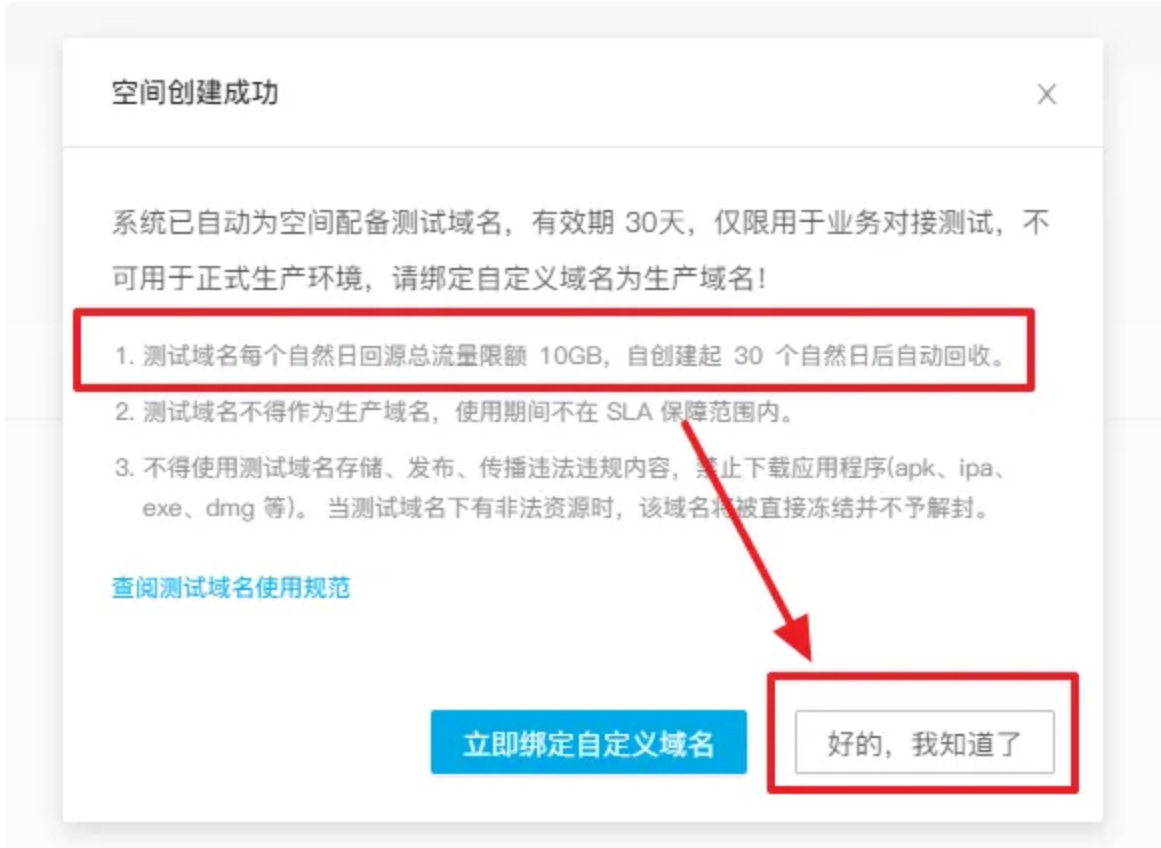 空间创建成功
系统已自动为空间配备测试域名，有效期 30天，仅限用于业务对接测试，不
可用于正式生产环境，请绑定自定义域名为生产域名！
1. 测试域名每个自然日回源总流量限额 10GB，自创建起 30 个自然日后自动回收。
2. 测试域名不得作为生产域名，使用期间不在 SLA 保障范围内。
3. 不得使用测试域名存储、发布、传播违法违规内容，禁止下载应用程序(apk、ipa、
exe、dmg 等)。 当测试域名下有非法资源时，该域名将被直接冻结并不予解封。
查阅测试域名使用规范
立即绑定自定义域名
好的，我知道了